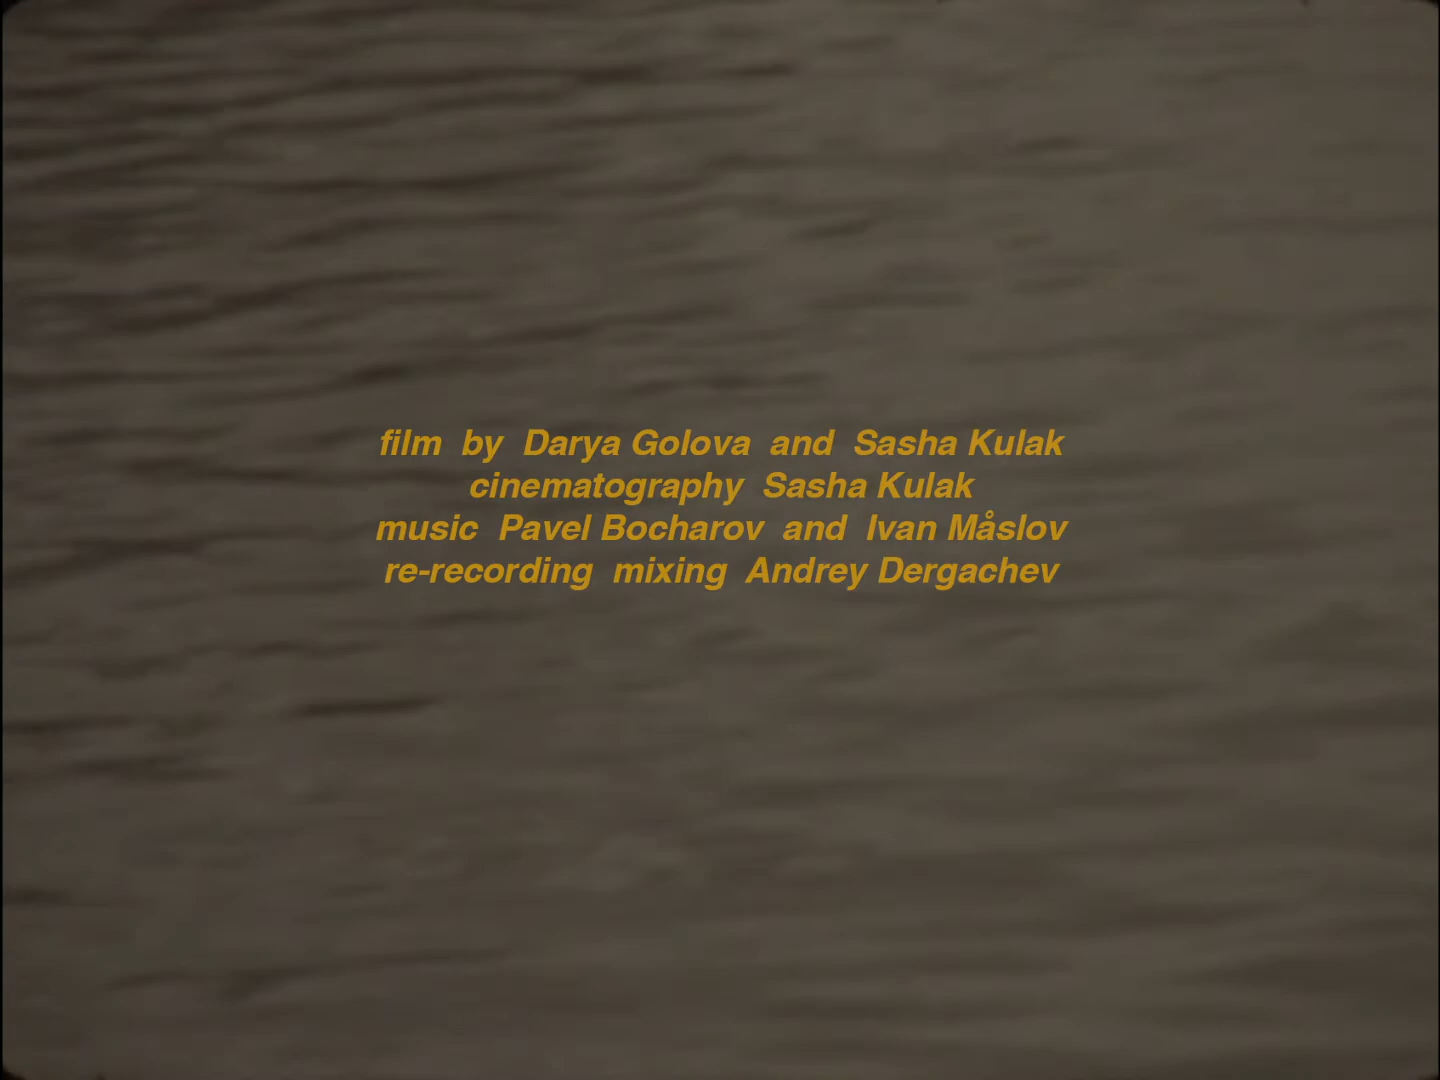 film by Darya Golova and Sasha Kulak
cinematography Sasha Kulak
music Pavel Bocharov and Ivan Måslov
re-recording mixing Andrey Dergachev